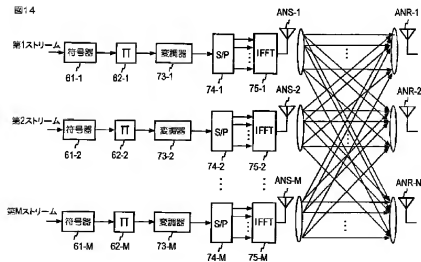 図14
ANS-1
ANR-1
第1ストリーム
符号器
π
変調器
S/P
IFFT
61-1
62-1
73-1
74-1
75-1
ANS-2
ANR-2
第2ストリーム
符号器
π
変調器
S/P
IFFT
61-2
62-2
73-2
74-2
75-2
ANS-M
ANR-N
第Mストリーム
符号器
π
変調器
S/P
IFFT
61-M
62-M
73-M
74-M
75-M